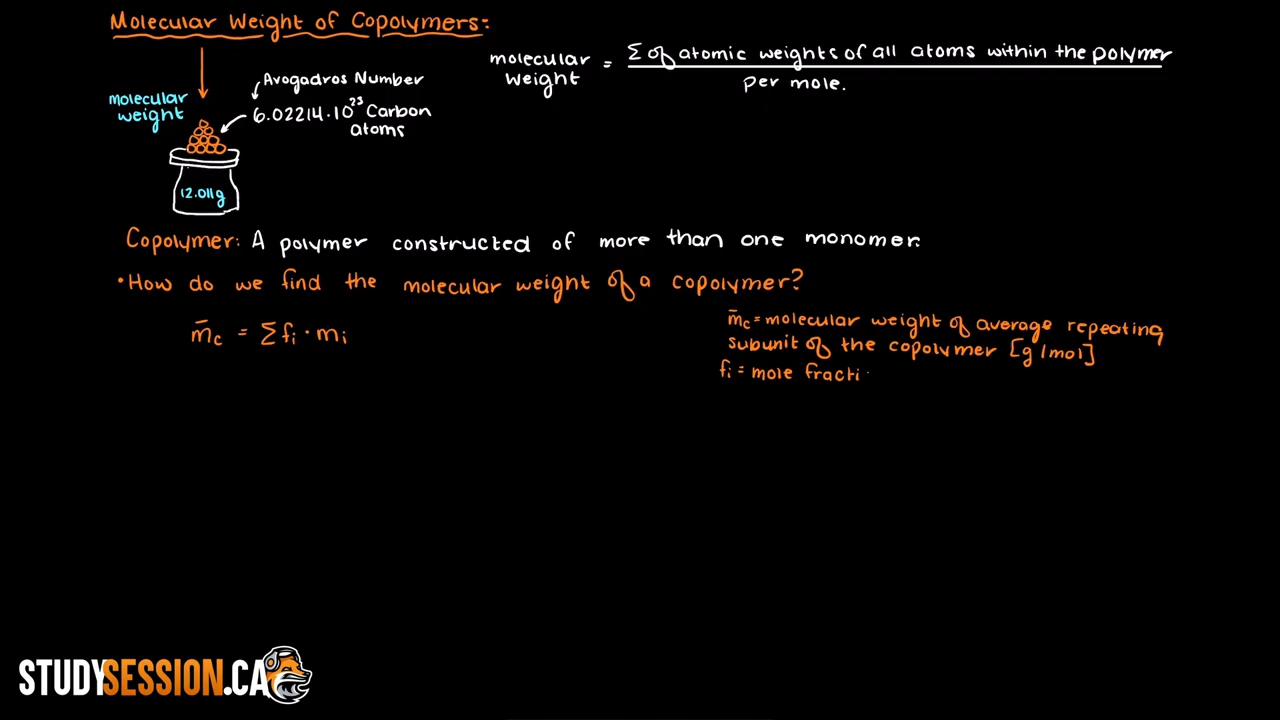 Molecular Weight of Copolymers:
molecular weight = Σ of atomic weights of all atoms within the polymer
per mole.
Avogadros Number
molecular
weight
6.02214·10²³ Carbon
atoms
12.011g
Copolymer: A polymer constructed of more than one monomer.
• How do we find the molecular weight of a copolymer?
m̄c = Σ fi · mi
m̄c = molecular weight of average repeating
subunit of the copolymer [g/mol]
fi = mole fracti
STUDYSESSION.CA